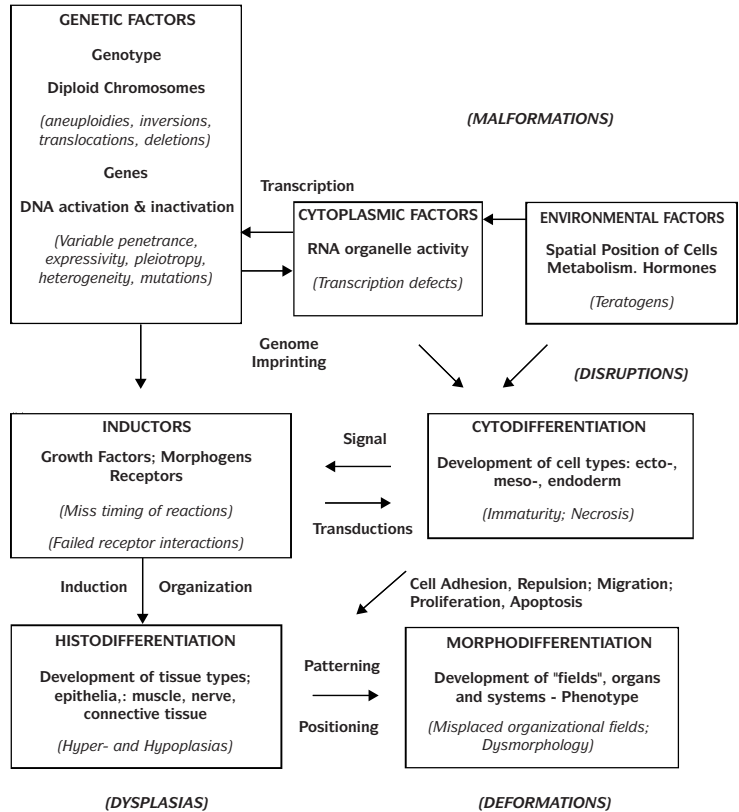 GENETIC FACTORS
Genotype
Diploid Chromosomes
(aneuploidies, inversions,
translocations, deletions)
Genes
DNA activation & inactivation
(Variable penetrance,
expressivity, pleiotropy,
heterogeneity, mutations)
(MALFORMATIONS)
Transcription
CYTOPLASMIC FACTORS
RNA organelle activity
(Transcription defects)
ENVIRONMENTAL FACTORS
Spatial Position of Cells
Metabolism. Hormones
(Teratogens)
Genome
Imprinting
(DISRUPTIONS)
INDUCTORS
Growth Factors; Morphogens
Receptors
(Miss timing of reactions)
(Failed receptor interactions)
Signal
Transductions
CYTODIFFERENTIATION
Development of cell types: ecto-,
meso-, endoderm
(Immaturity; Necrosis)
Induction
Organization
Cell Adhesion, Repulsion; Migration;
Proliferation, Apoptosis
HISTODIFFERENTIATION
Development of tissue types;
epithelia,: muscle, nerve,
connective tissue
(Hyper- and Hypoplasias)
Patterning
Positioning
MORPHODIFFERENTIATION
Development of "fields", organs
and systems - Phenotype
(Misplaced organizational fields;
Dysmorphology)
(DYSPLASIAS)
(DEFORMATIONS)